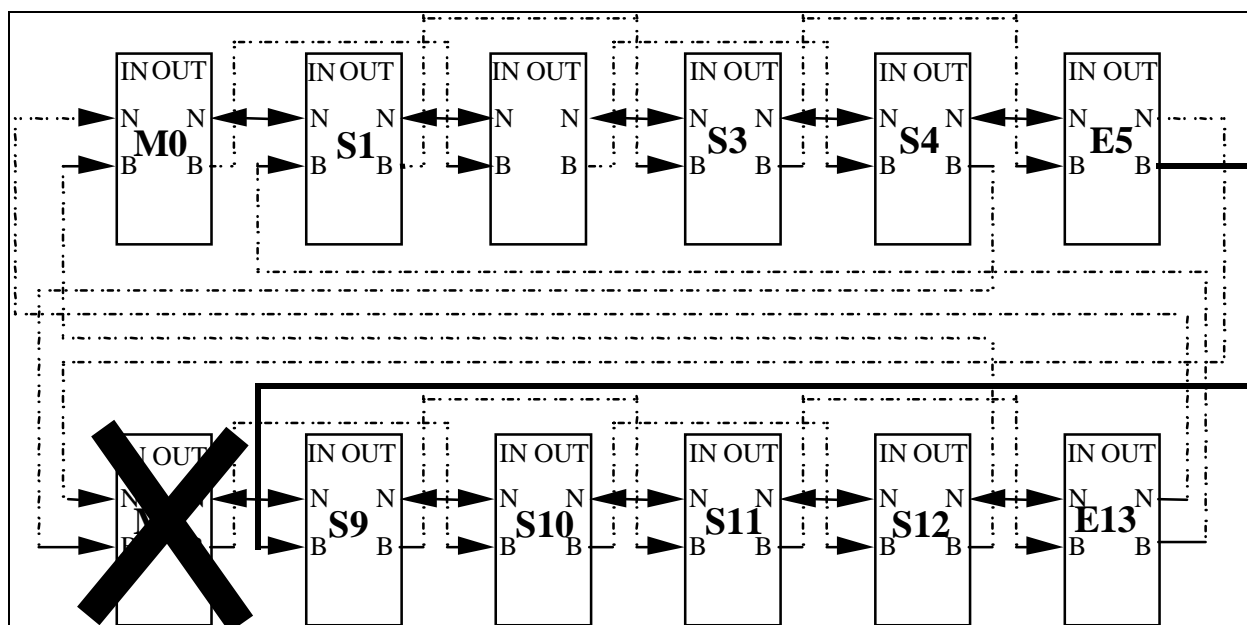 IN OUT IN OUT IN OUT IN OUT IN OUT IN OUT
N N N N N N N N N N N N
M0 S1 S3 S4 E5
B B B B B B B B B B B B
OUT IN OUT IN OUT IN OUT IN OUT IN OUT
N N N N N N N N N N N
S9 S10 S11 S12 E13
B B B B B B B B B B